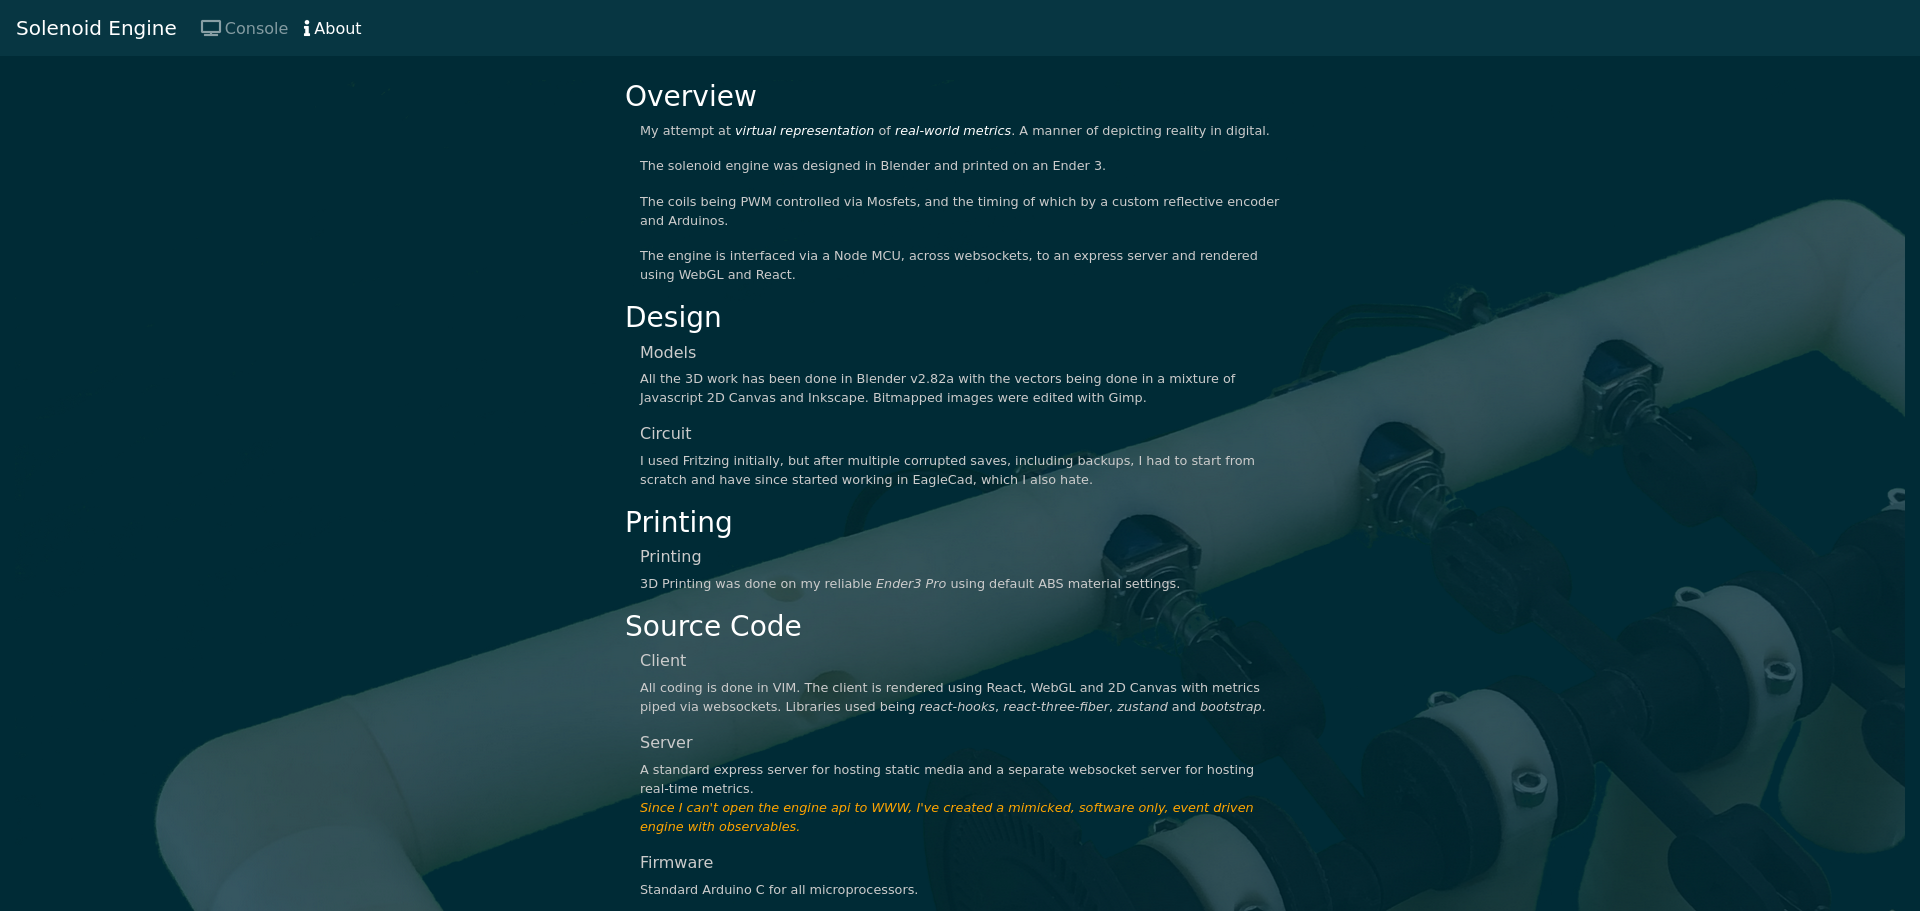 Solenoid Engine
Console
About
Overview
My attempt at virtual representation of real-world metrics. A manner of depicting reality in digital.
The solenoid engine was designed in Blender and printed on an Ender 3.
The coils being PWM controlled via Mosfets, and the timing of which by a custom reflective encoder
and Arduinos.
The engine is interfaced via a Node MCU, across websockets, to an express server and rendered
using WebGL and React.
Design
Models
All the 3D work has been done in Blender v2.82a with the vectors being done in a mixture of
Javascript 2D Canvas and Inkscape. Bitmapped images were edited with Gimp.
Circuit
I used Fritzing initially, but after multiple corrupted saves, including backups, I had to start from
scratch and have since started working in EagleCad, which I also hate.
Printing
Printing
3D Printing was done on my reliable Ender3 Pro using default ABS material settings.
Source Code
Client
All coding is done in VIM. The client is rendered using React, WebGL and 2D Canvas with metrics
piped via websockets. Libraries used being react-hooks, react-three-fiber, zustand and bootstrap.
Server
A standard express server for hosting static media and a separate websocket server for hosting
real-time metrics.
Since I can't open the engine api to WWW, I've created a mimicked, software only, event driven
engine with observables.
Firmware
Standard Arduino C for all microprocessors.